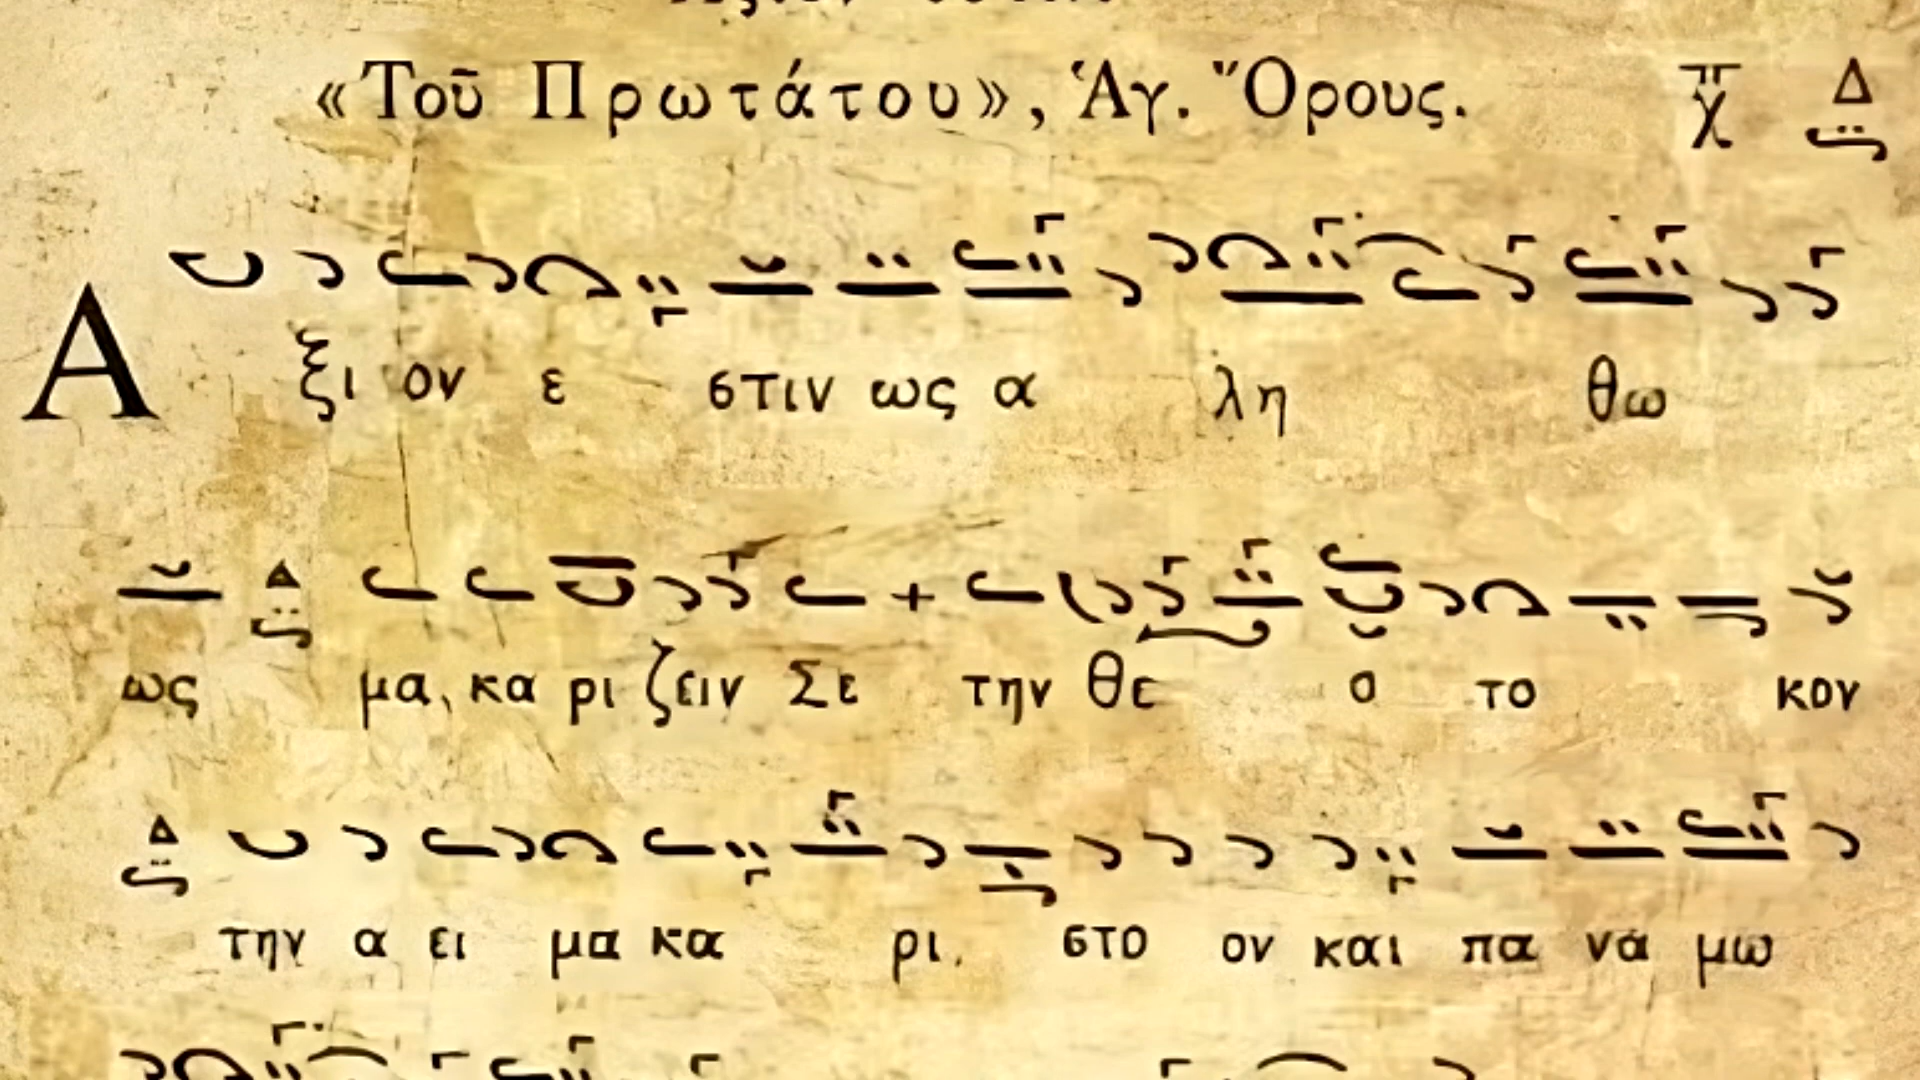 «Τοῦ Πρωτάτου», Ἁγ. Ὄρους. Δ
Α ξι ον ε στιν ως α λη θω
ως Δ μα κα ρι ζειν Σε την θε ο το κον
Δ την α ει μα κα ρι στο ον και πα να μω